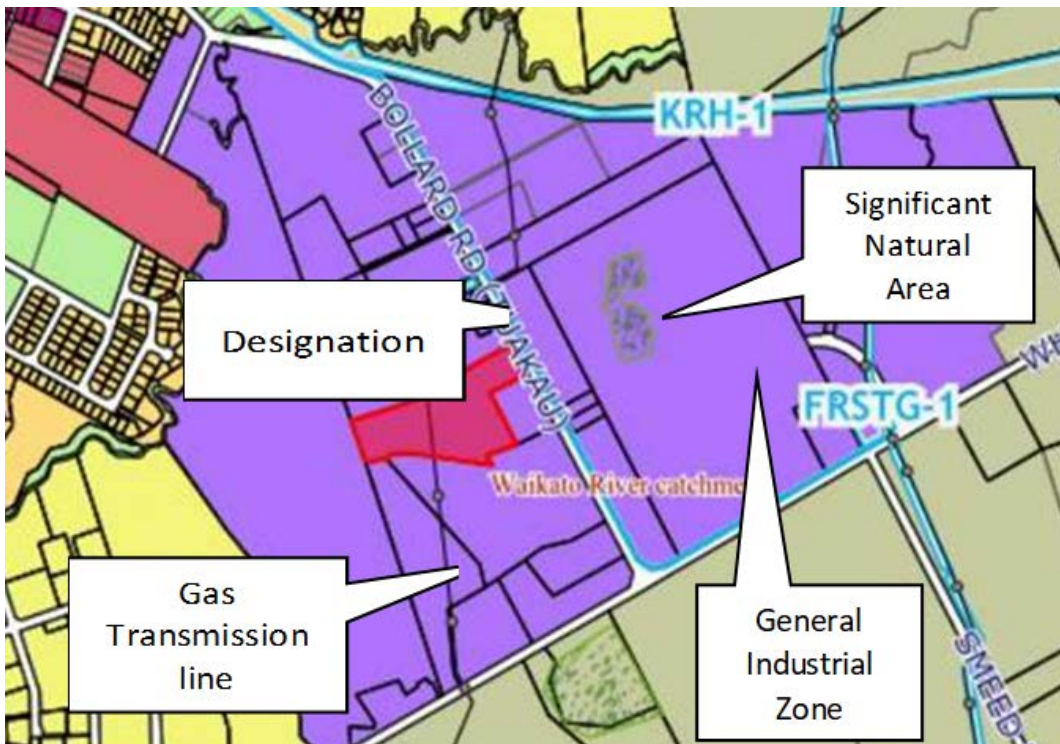 KRH-1
BOLLARD RD (TUAKAU)
Significant
Natural
Area
Designation
WH
FRSTG-1
Waikato River catchme
Gas
Transmission
line
General
Industrial
Zone
SMEED